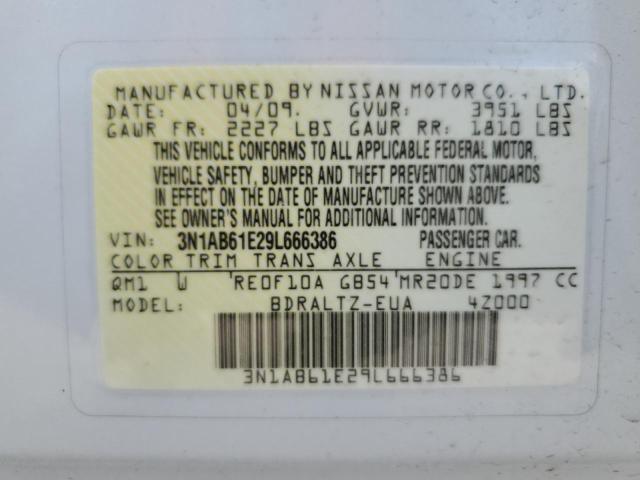 MANUFACTURED BY NISSAN MOTOR CO., LTD.
DATE: 04/09. GVWR: 3951 LBS
GAWR FR: 2227 LBS GAWR RR: 1810 LBS
THIS VEHICLE CONFORMS TO ALL APPLICABLE FEDERAL MOTOR,
VEHICLE SAFETY, BUMPER AND THEFT PREVENTION STANDARDS
IN EFFECT ON THE DATE OF MANUFACTURE SHOWN ABOVE.
SEE OWNER'S MANUAL FOR ADDITIONAL INFORMATION.
VIN: 3N1AB61E29L666386 PASSENGER CAR.
COLOR TRIM TRANS AXLE ENGINE
QM1 W RE0F10A GB54 MR20DE 1997 CC
MODEL: BDRALTZ-EUA 4Z000
3N1AB61E29L666386